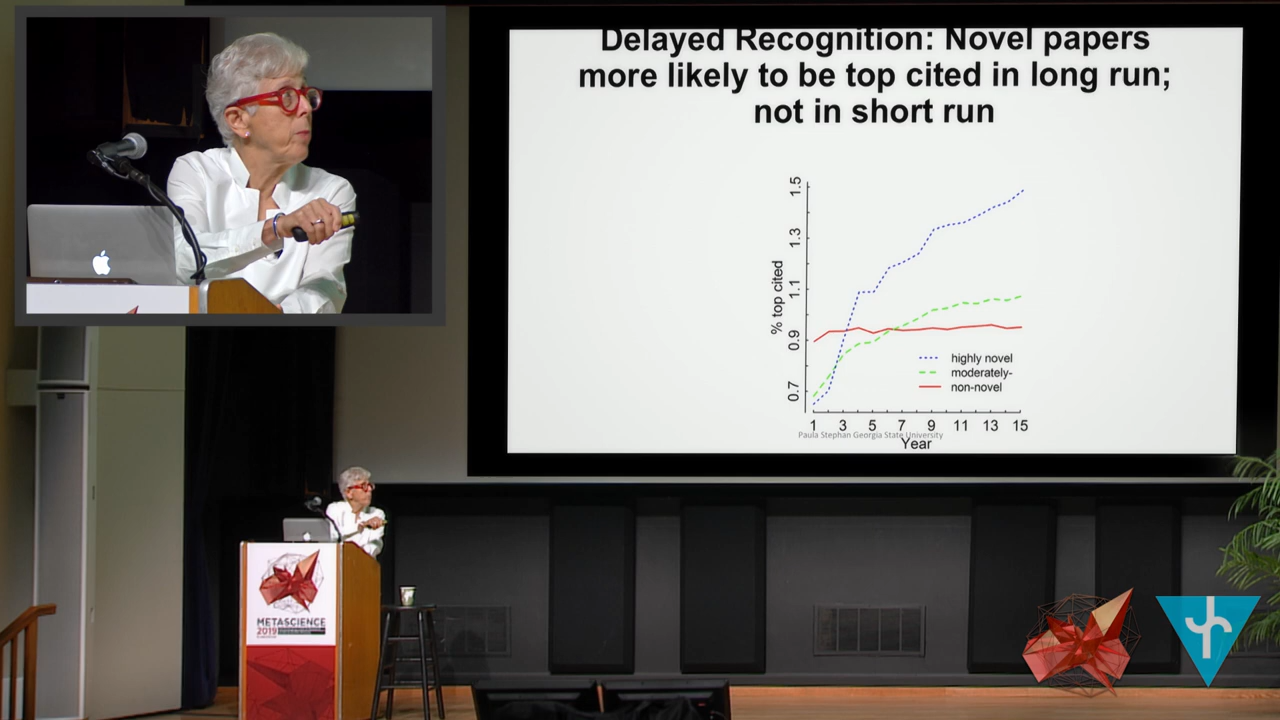 Delayed Recognition: Novel papers
more likely to be top cited in long run;
not in short run
1.5
1.3
1.1
0.9
0.7
% top cited
highly novel
moderately-
non-novel
1 3 5 7 9 11 13 15
Paula Stephan Georgia State University
Year
METASCIENCE
2019